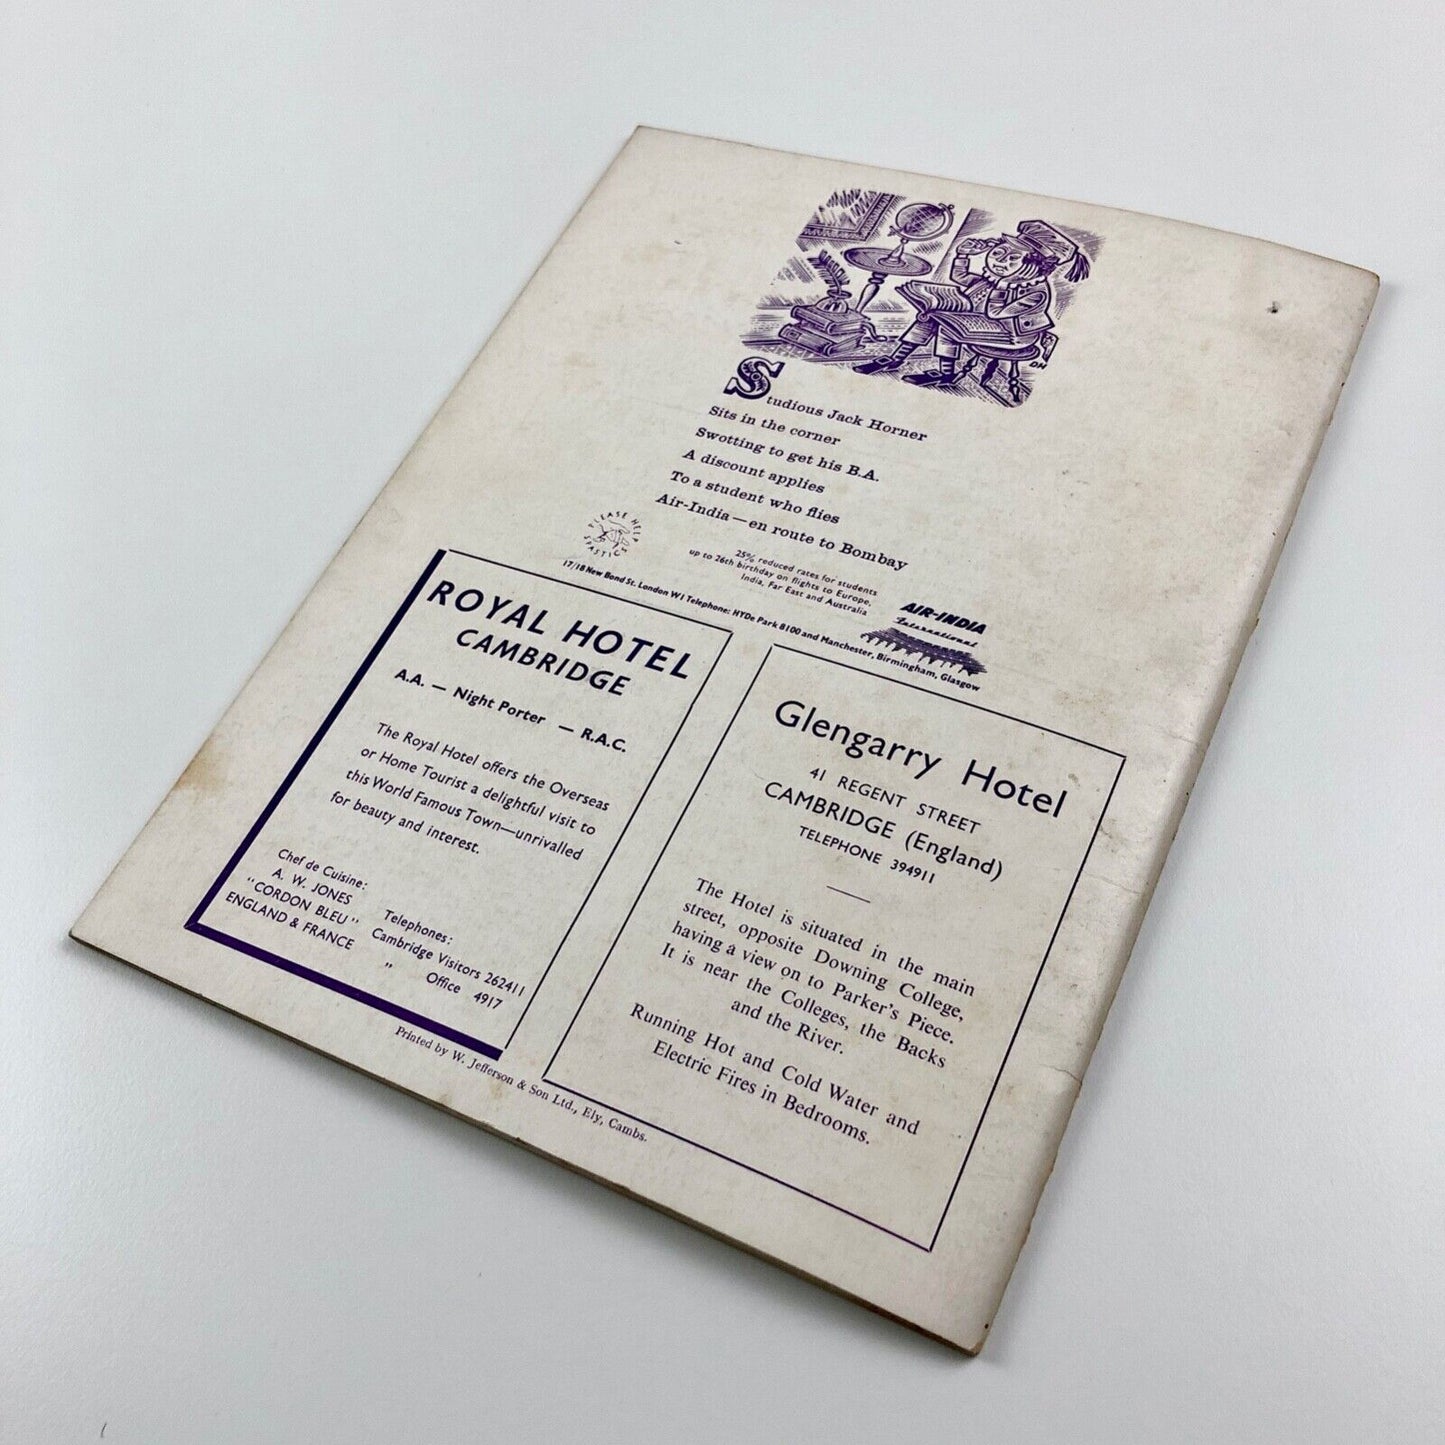 DH
Studious Jack Horner
Sits in the corner
Swotting to get his B.A.
A discount applies
To a student who flies
Air-India—en route to Bombay
PLEASE HELP SPASTICS
25% reduced rates for students
up to 26th birthday on flights to Europe,
India, Far East and Australia
AIR-INDIA
International
17/18 New Bond St. London W1 Telephone: HYDe Park 8100 and Manchester, Birmingham, Glasgow
ROYAL HOTEL
CAMBRIDGE
A.A. — Night Porter — R.A.C.
The Royal Hotel offers the Overseas
or Home Tourist a delightful visit to
this World Famous Town—unrivalled
for beauty and interest.
Chef de Cuisine:
A. W. JONES
"CORDON BLEU"
ENGLAND & FRANCE
Telephones:
Cambridge Visitors 262411
" Office 4917
Glengarry Hotel
41 REGENT STREET
CAMBRIDGE (England)
TELEPHONE 394911
The Hotel is situated in the main
street, opposite Downing College,
having a view on to Parker's Piece.
It is near the Colleges, the Backs
and the River.
Running Hot and Cold Water and
Electric Fires in Bedrooms.
Printed by W. Jefferson & Son Ltd., Ely, Cambs.